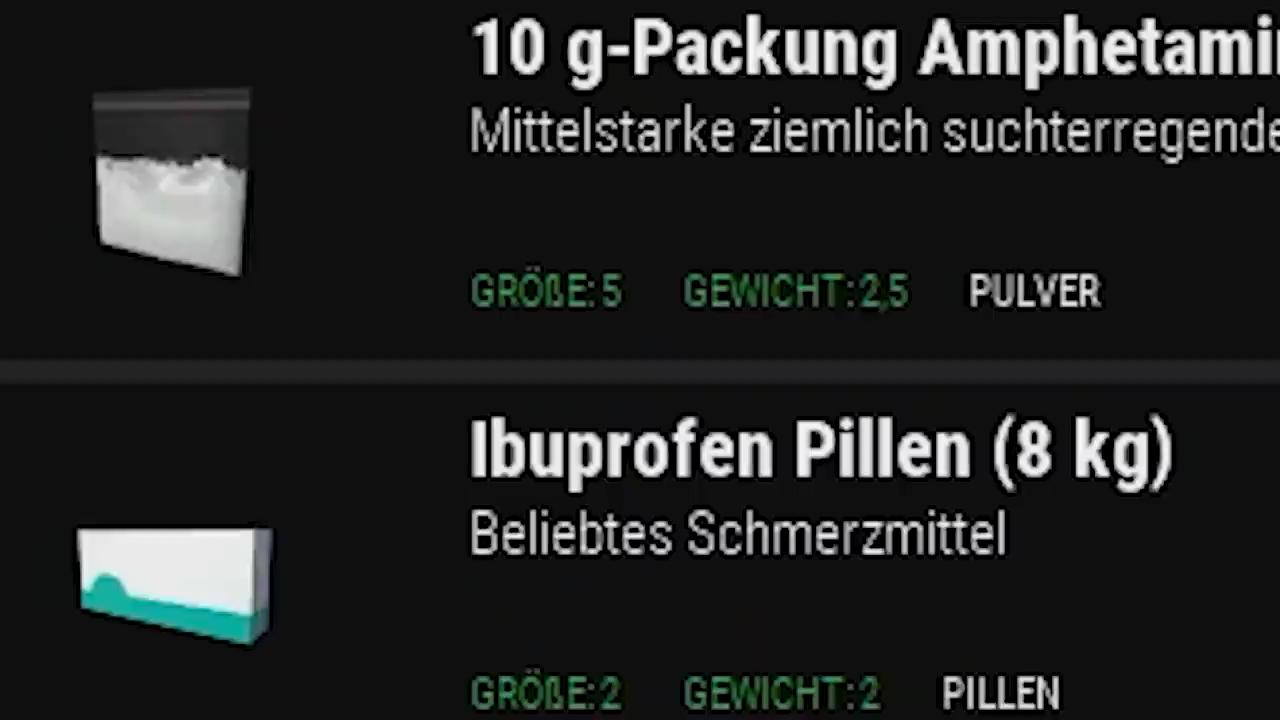 10 g-Packung Amphetamin
Mittelstarke ziemlich suchterregende
GRÖßE: 5 GEWICHT: 2,5 PULVER
Ibuprofen Pillen (8 kg)
Beliebtes Schmerzmittel
GRÖßE: 2 GEWICHT: 2 PILLEN